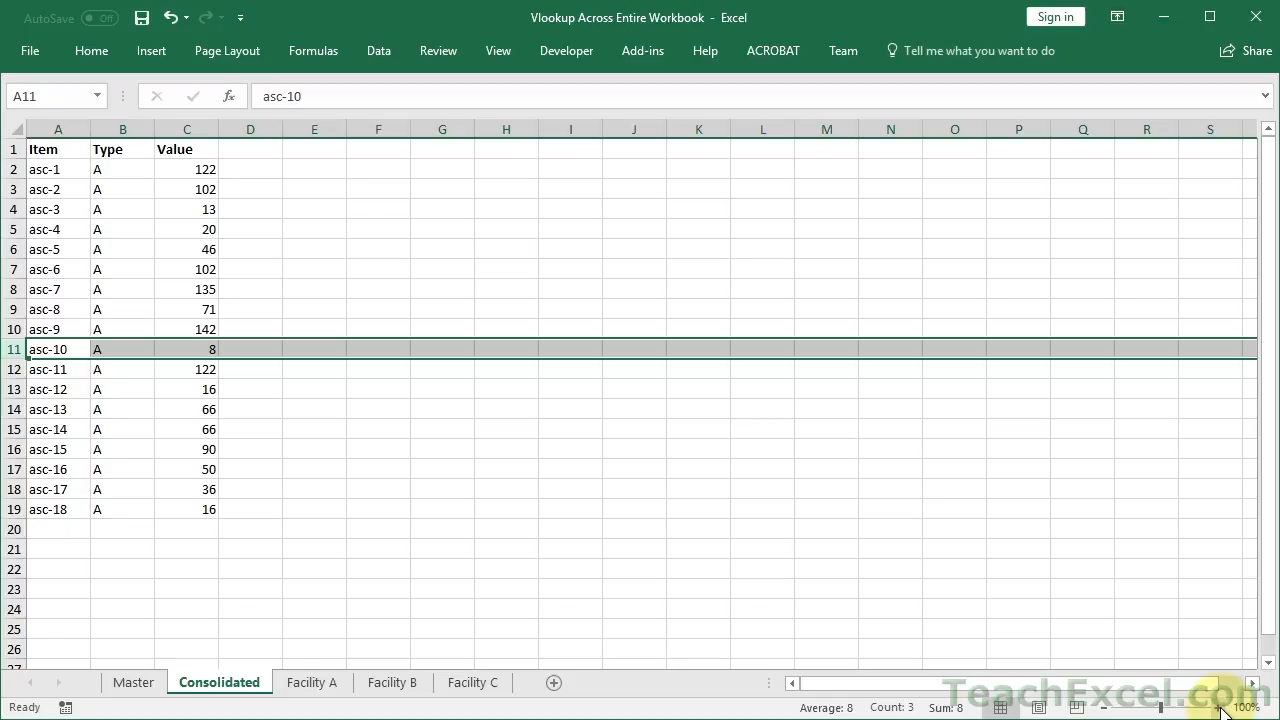 AutoSave Off Vlookup Across Entire Workbook - Excel Sign in
File Home Insert Page Layout Formulas Data Review View Developer Add-ins Help ACROBAT Team Tell me what you want to do Share
A11 fx asc-10
A B C D E F G H I J K L M N O P Q R S
1 Item Type Value
2 asc-1 A 122
3 asc-2 A 102
4 asc-3 A 13
5 asc-4 A 20
6 asc-5 A 46
7 asc-6 A 102
8 asc-7 A 135
9 asc-8 A 71
10 asc-9 A 142
11 asc-10 A 8
12 asc-11 A 122
13 asc-12 A 16
14 asc-13 A 66
15 asc-14 A 66
16 asc-15 A 90
17 asc-16 A 50
18 asc-17 A 36
19 asc-18 A 16
20
21
22
23
24
25
26
27
Master Consolidated Facility A Facility B Facility C
TeachExcel.com
Ready Average: 8 Count: 3 Sum: 8 100%